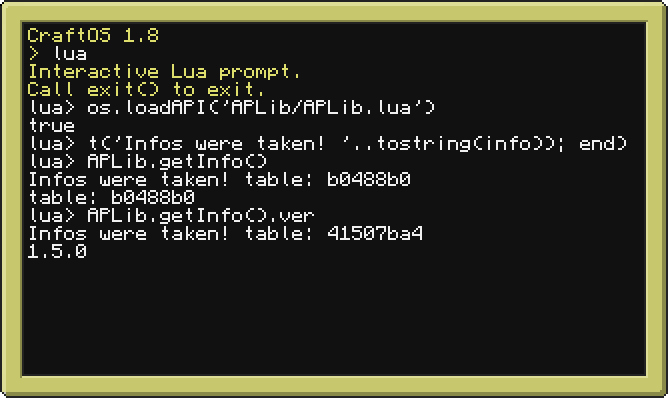 CraftOS 1.8
> lua
Interactive Lua prompt.
Call exit() to exit.
lua> os.loadAPI('APLib/APLib.lua')
true
lua> t('Infos were taken! '..tostring(info)); end)
lua> APLib.getInfo()
Infos were taken! table: b0488b0
table: b0488b0
lua> APLib.getInfo().ver
Infos were taken! table: 41507ba4
1.5.0